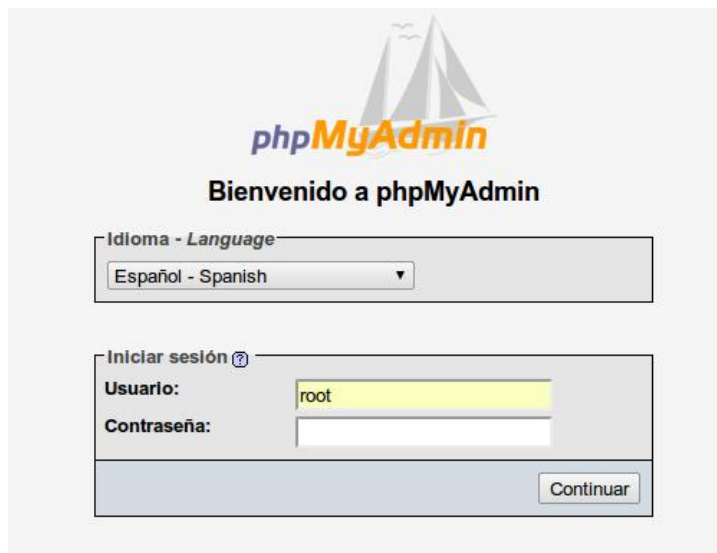 phpMyAdmin
Bienvenido a phpMyAdmin
Idioma - Language
Español - Spanish
Iniciar sesión ?
Usuario:
root
Contraseña:
Continuar